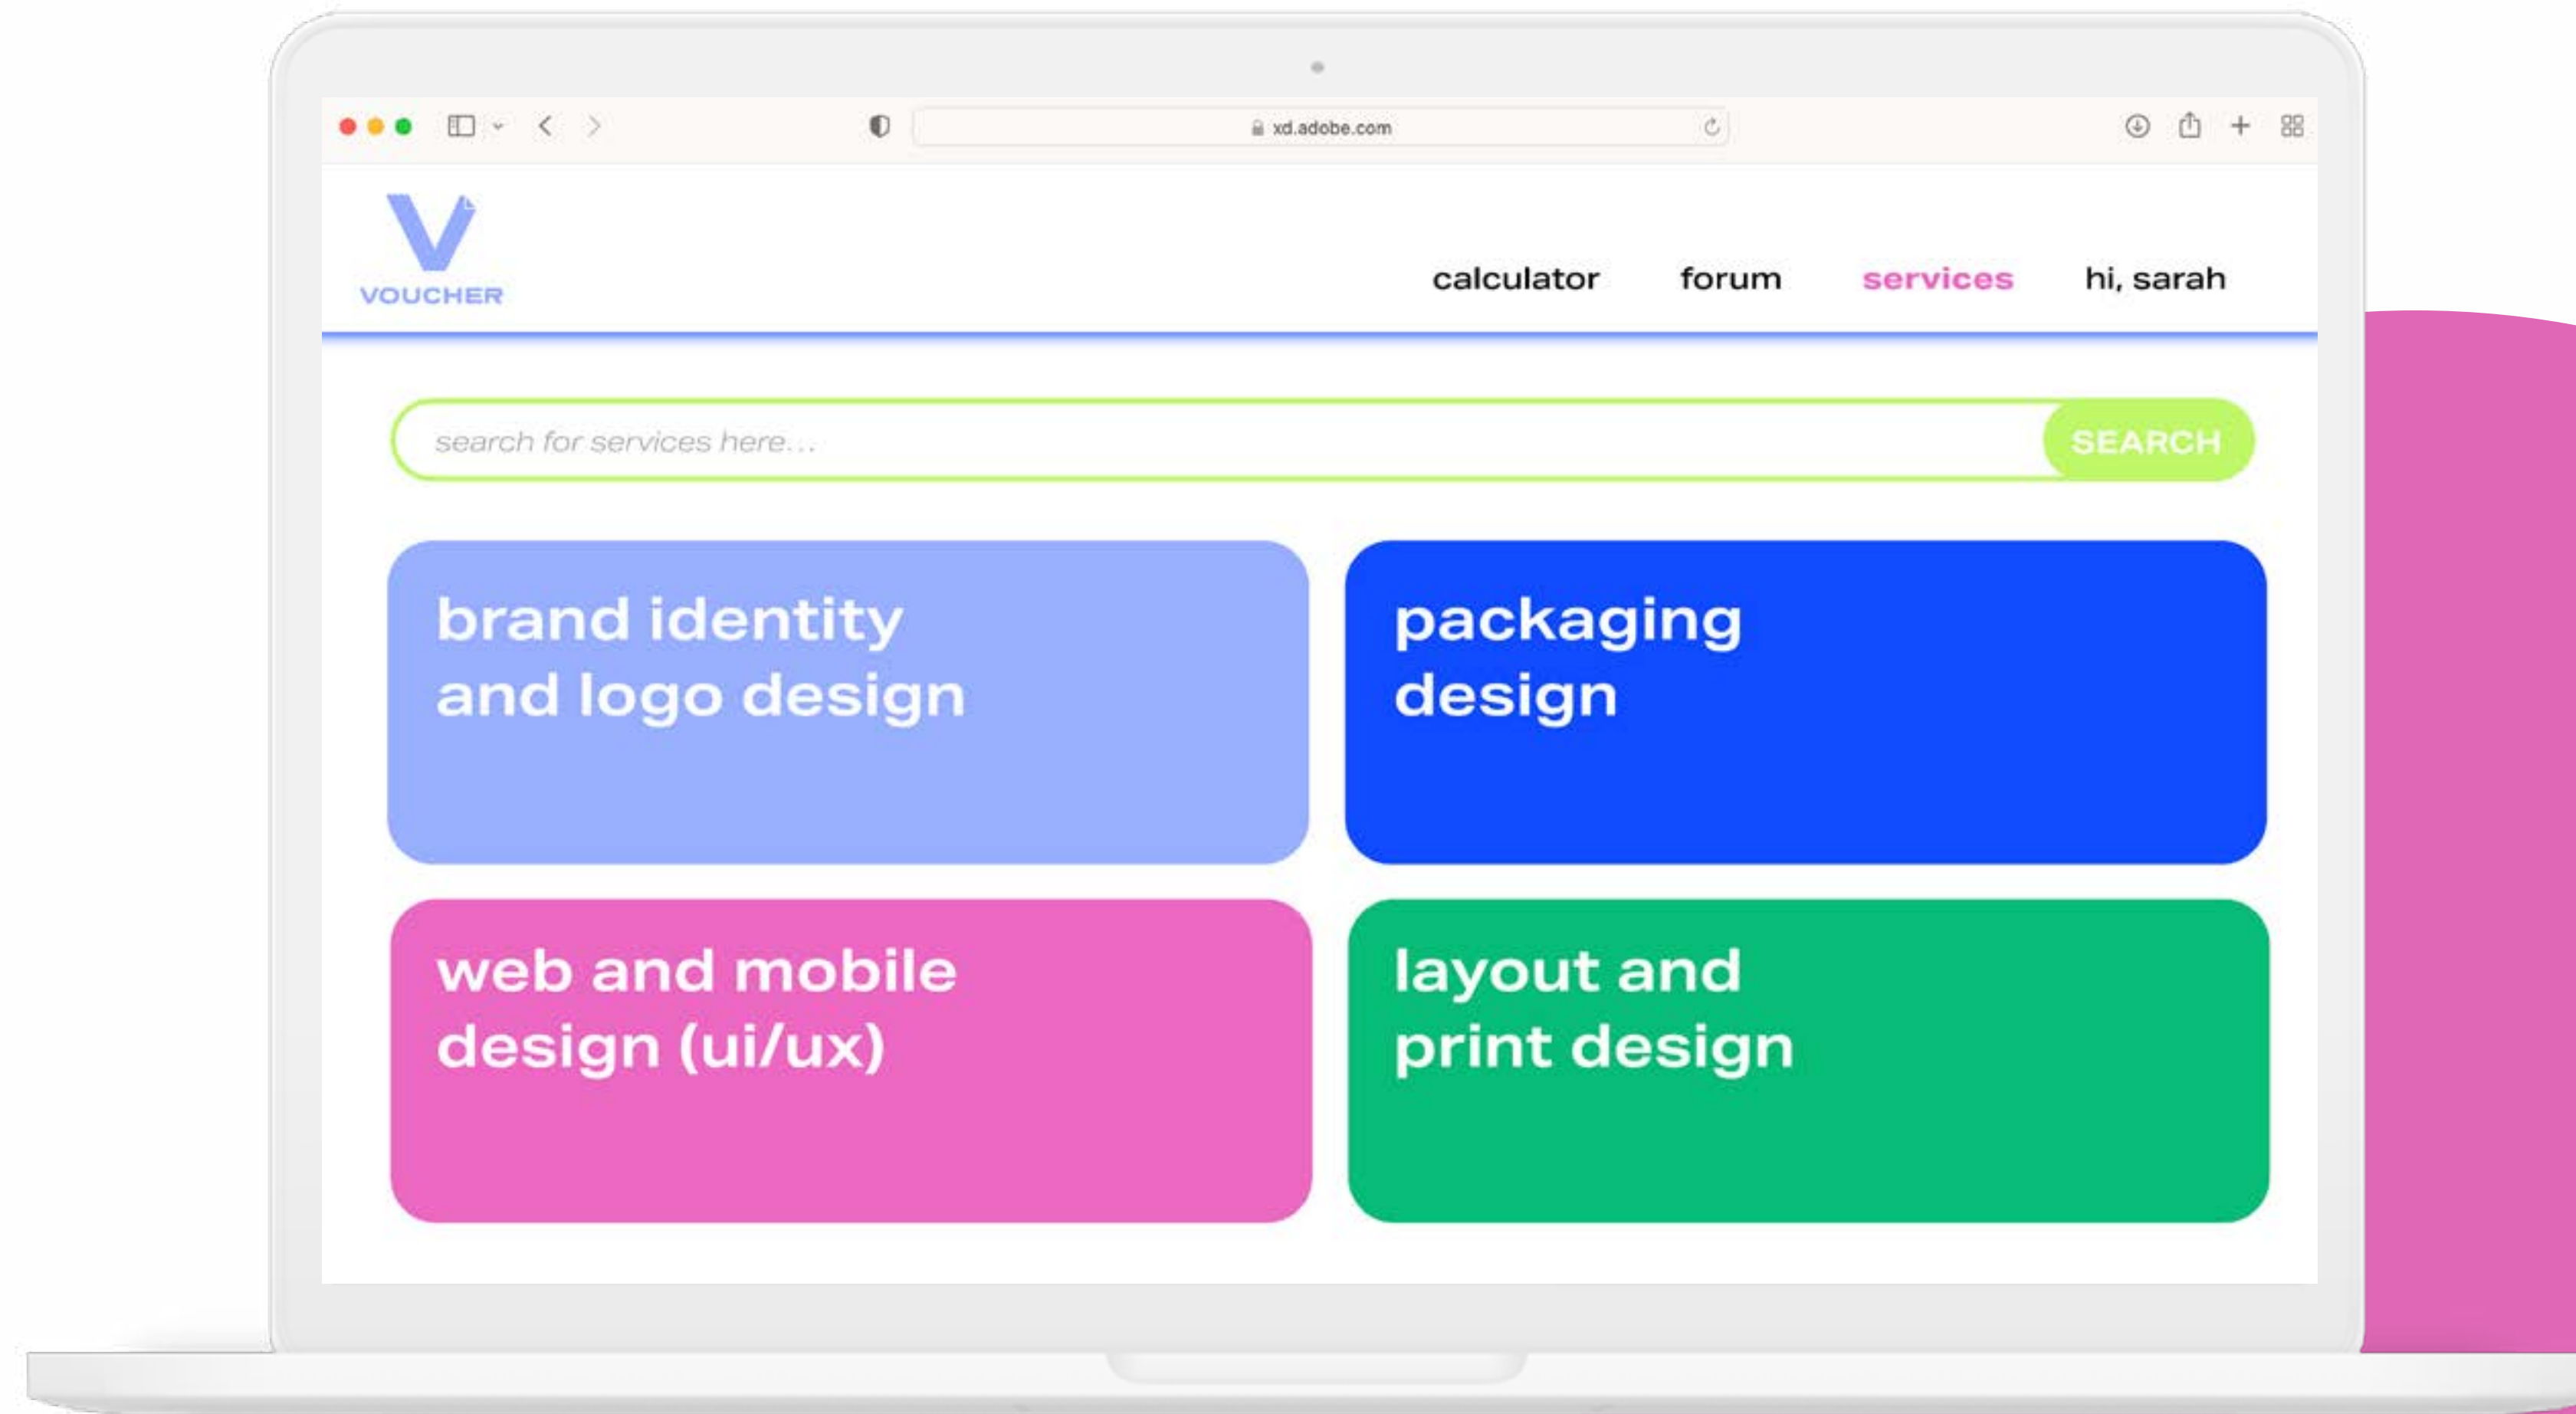 xd.adobe.com
VOUCHER
calculator forum services hi, sarah
search for services here...
SEARCH
brand identity
and logo design
packaging
design
web and mobile
design (ui/ux)
layout and
print design